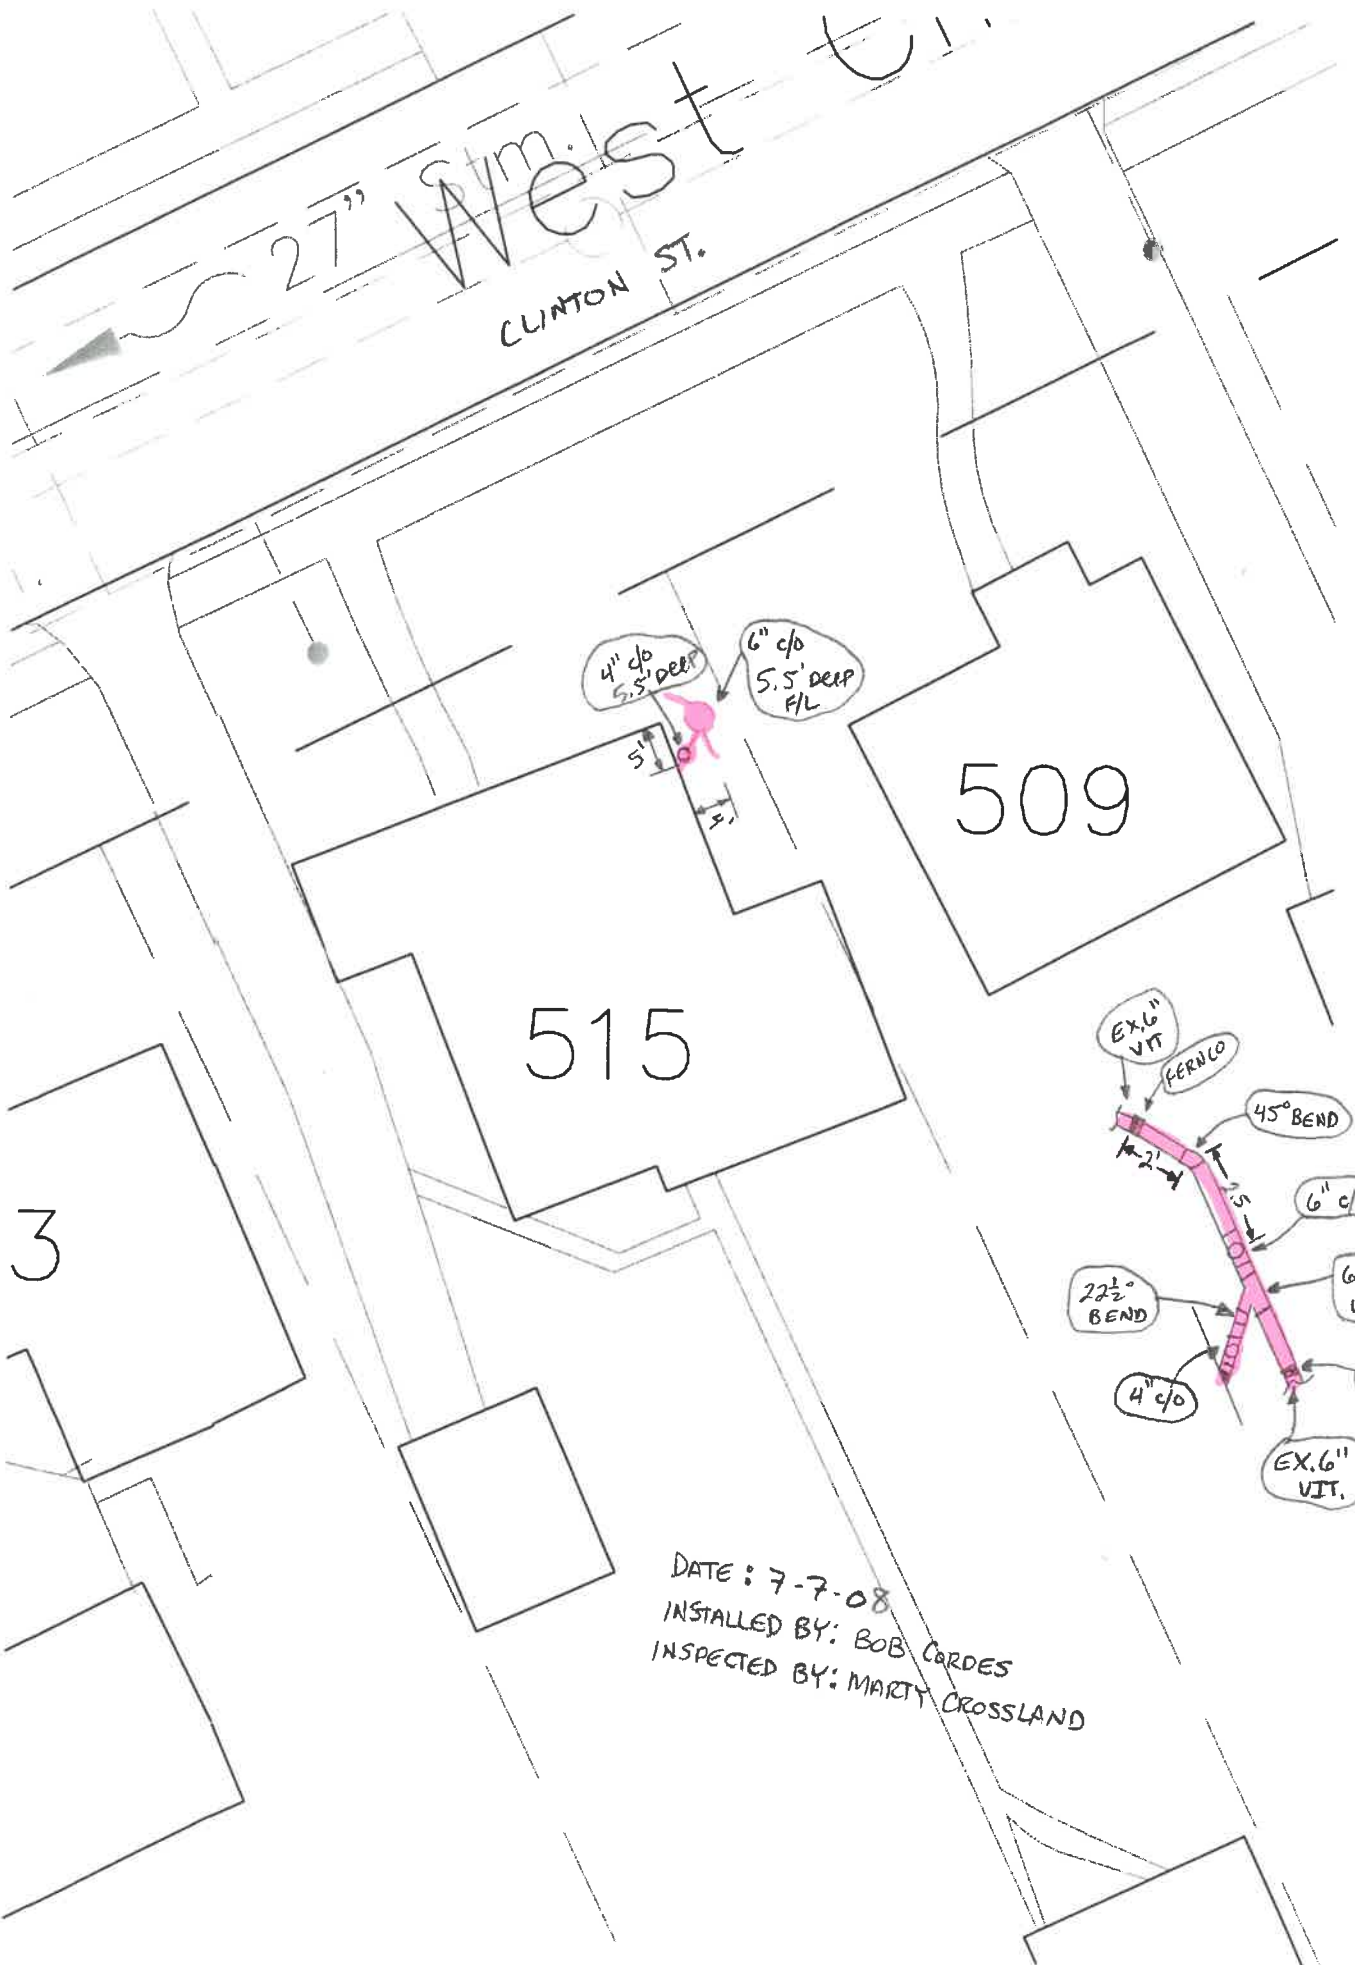 27" West
Stm.
CLINTON ST.
4" c/o
5.5' DEEP
6" c/o
5.5' DEEP
F/L
5'
4'
509
515
3
EX. 6"
VIT
FERNCO
45° BEND
2'
2.5
6" c/
22½°
BEND
4" c/o
EX. 6"
VIT.
DATE: 7-7-08
INSTALLED BY: BOB CORDES
INSPECTED BY: MARTY CROSSLAND